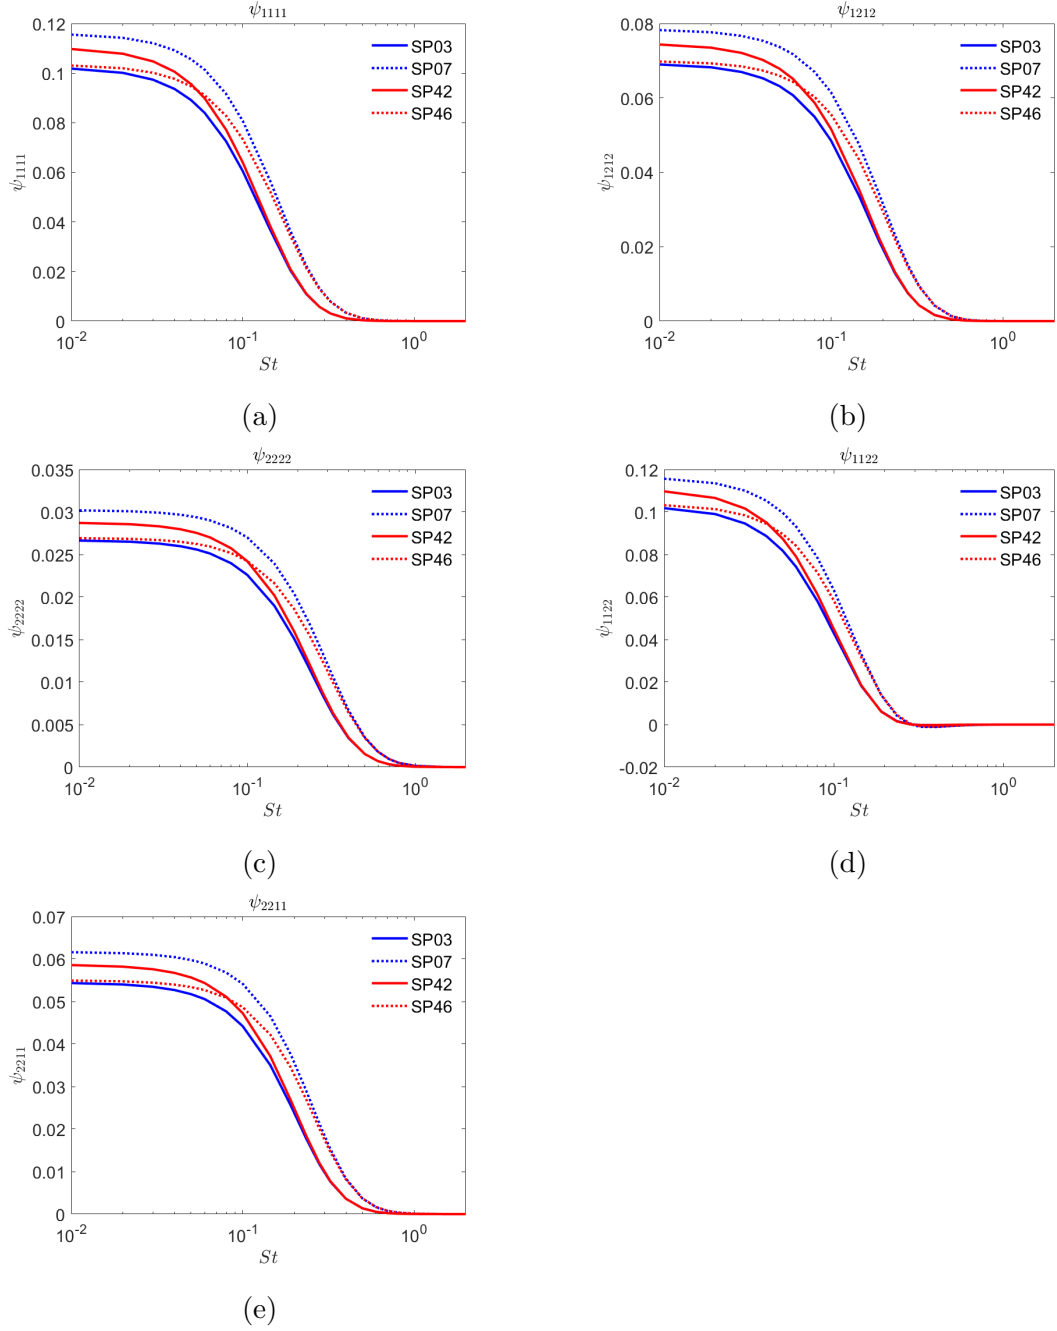 ψ1111
0.12
0.1
0.08
0.06
0.04
0.02
0
ψ1111
SP03
SP07
SP42
SP46
10-2
10-1
100
St
(a)
ψ1212
0.08
0.06
0.04
0.02
0
ψ1212
SP03
SP07
SP42
SP46
10-2
10-1
100
St
(b)
ψ2222
0.035
0.03
0.025
0.02
0.015
0.01
0.005
0
ψ2222
SP03
SP07
SP42
SP46
10-2
10-1
100
St
(c)
ψ1122
0.12
0.1
0.08
0.06
0.04
0.02
0
-0.02
ψ1122
SP03
SP07
SP42
SP46
10-2
10-1
100
St
(d)
ψ2211
0.07
0.06
0.05
0.04
0.03
0.02
0.01
0
ψ2211
SP03
SP07
SP42
SP46
10-2
10-1
100
St
(e)